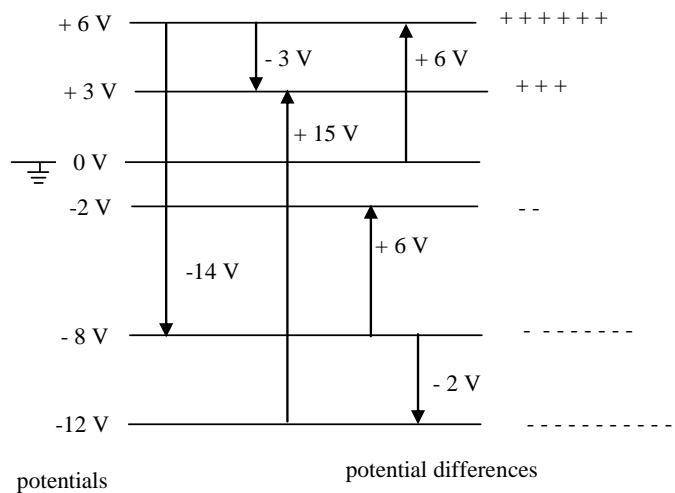 + 6 V + + + + + +
- 3 V + 6 V
+ 3 V + + +
+ 15 V
0 V
-2 V - -
+ 6 V
-14 V
- 8 V - - - - - - - -
- 2 V
-12 V - - - - - - - - - - - -
potentials potential differences